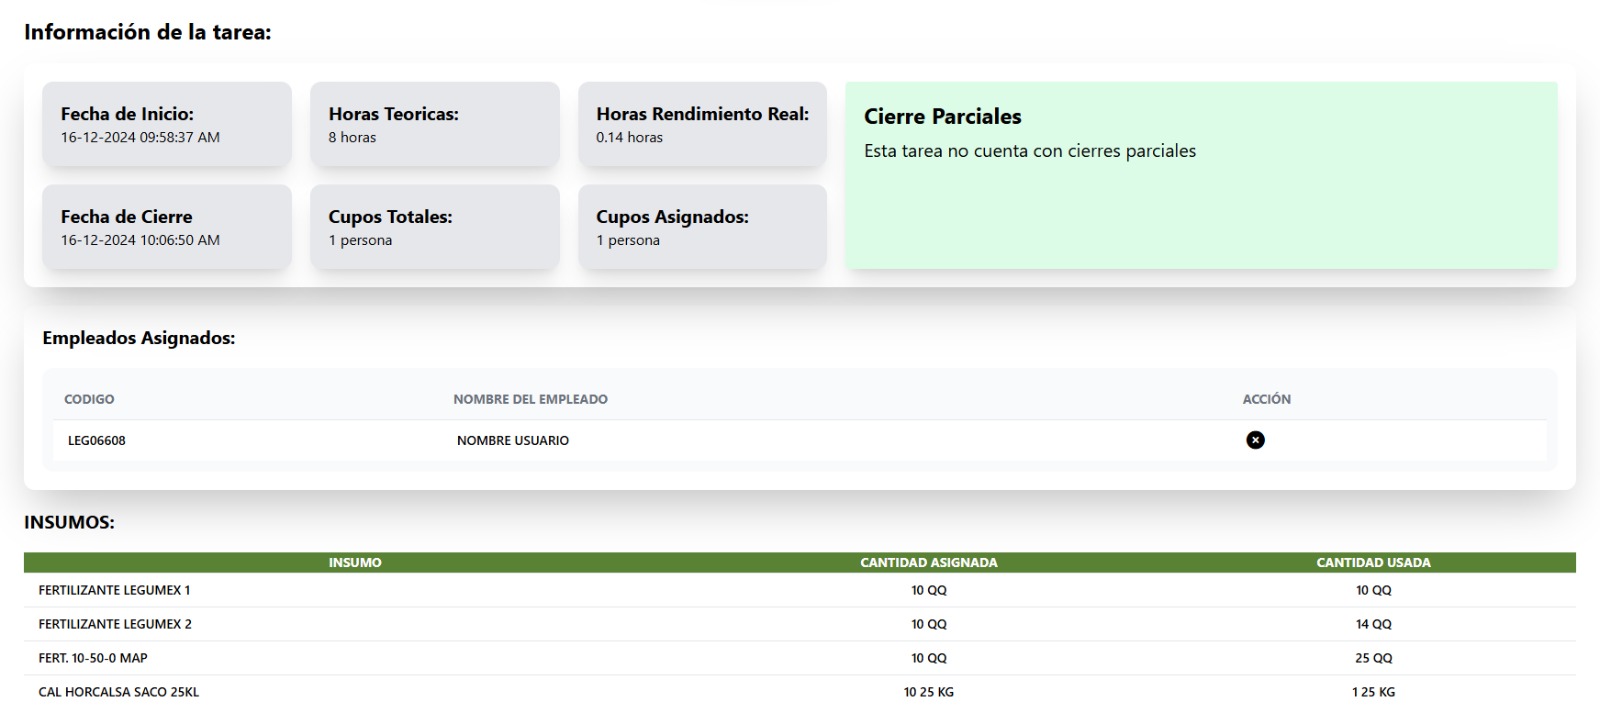 Información de la tarea:
Fecha de Inicio:
16-12-2024 09:58:37 AM
Horas Teoricas:
8 horas
Horas Rendimiento Real:
0.14 horas
Fecha de Cierre
16-12-2024 10:06:50 AM
Cupos Totales:
1 persona
Cupos Asignados:
1 persona
Cierre Parciales
Esta tarea no cuenta con cierres parciales
Empleados Asignados:
CODIGO NOMBRE DEL EMPLEADO ACCIÓN
LEG06608 NOMBRE USUARIO
INSUMOS:
INSUMO CANTIDAD ASIGNADA CANTIDAD USADA
FERTILIZANTE LEGUMEX 1 10 QQ 10 QQ
FERTILIZANTE LEGUMEX 2 10 QQ 14 QQ
FERT. 10-50-0 MAP 10 QQ 25 QQ
CAL HORCALSA SACO 25KL 10 25 KG 1 25 KG